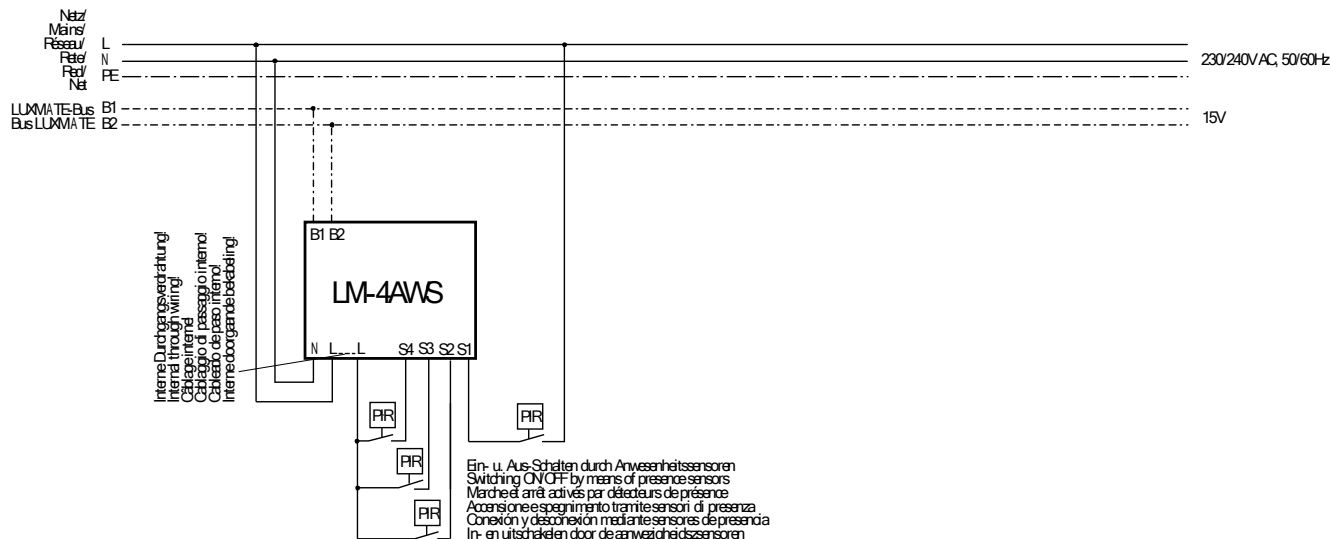 Netz/
Mains/
Réseau/ L
Rete/ N
Red/ PE
Net
230/240V AC, 50/60Hz
LUXMATE-Bus B1
Bus LUXMATE B2
15V
B1 B2
LM-4AWS
N L L S4 S3 S2 S1
Interne Durchgangsverdrahtung!
Internal through wiring!
Câblage interne!
Cablaggio di passaggio interno!
Cableado de paso interno!
Interne doorgaande bekabeling!
PIR
PIR
PIR
PIR
Ein- u. Aus-Schalten durch Anwesenheitssensoren
Switching ON/OFF by means of presence sensors
Marche et arrêt activés par détecteurs de présence
Accensione e spegnimento tramite sensori di presenza
Conexión y desconexión mediante sensores de presencia
In- en uitschakelen door de aanwezigheidszsensoren